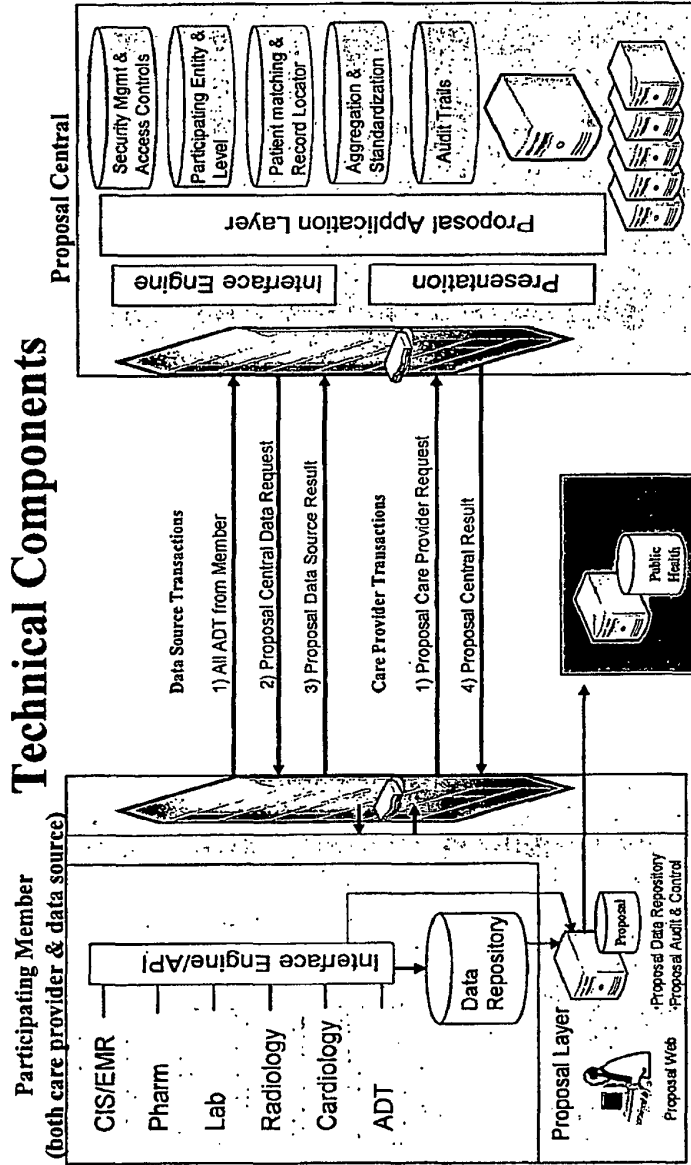 Technical Components
Participating Member
(both care provider & data source)
CIS/EMR
Pharm
Lab
Radiology
Cardiology
ADT
Interface Engine/API
Data
Repository
Proposal Layer
Proposal
Proposal Web
Proposal Data Repository
Proposal Audit & Control
Data Source Transactions
1) All ADT from Member
2) Proposal Central Data Request
3) Proposal Data Source Result
Care Provider Transactions
1) Proposal Care Provider Request
4) Proposal Central Result
Public
Health
Proposal Central
Interface Engine
Presentation
Proposal Application Layer
Security Mgmt &
Access Controls
Participating Entity &
Level
Patient matching &
Record Locator
Aggregation &
Standardization
Audit Trails